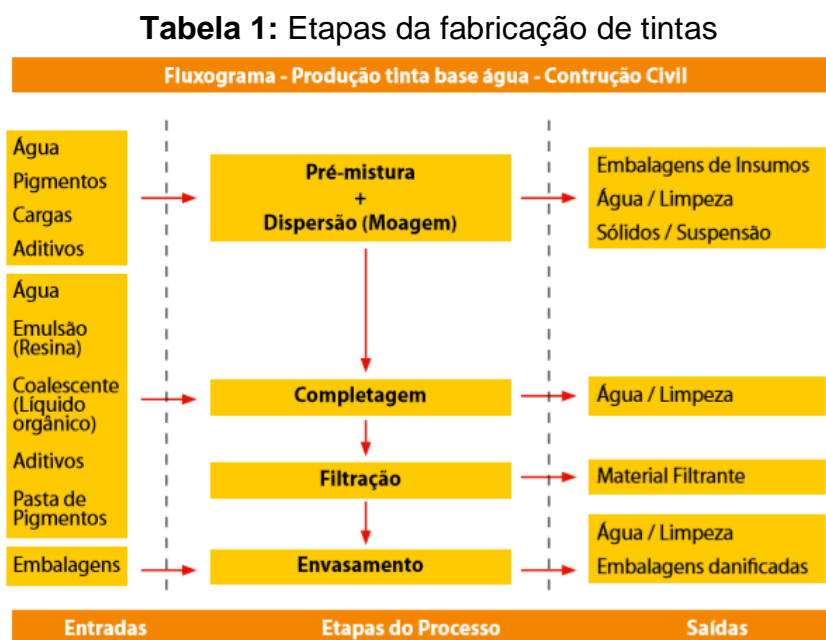 Tabela 1: Etapas da fabricação de tintas
Fluxograma - Produção tinta base água - Contrução Civil
Água
Pigmentos
Cargas
Aditivos
Pré-mistura
+
Dispersão (Moagem)
Embalagens de Insumos
Água / Limpeza
Sólidos / Suspensão
Água
Emulsão
(Resina)
Coalescente
(Líquido
orgânico)
Aditivos
Pasta de
Pigmentos
Completagem
Água / Limpeza
Filtração
Material Filtrante
Embalagens
Envasamento
Água / Limpeza
Embalagens danificadas
Entradas
Etapas do Processo
Saídas